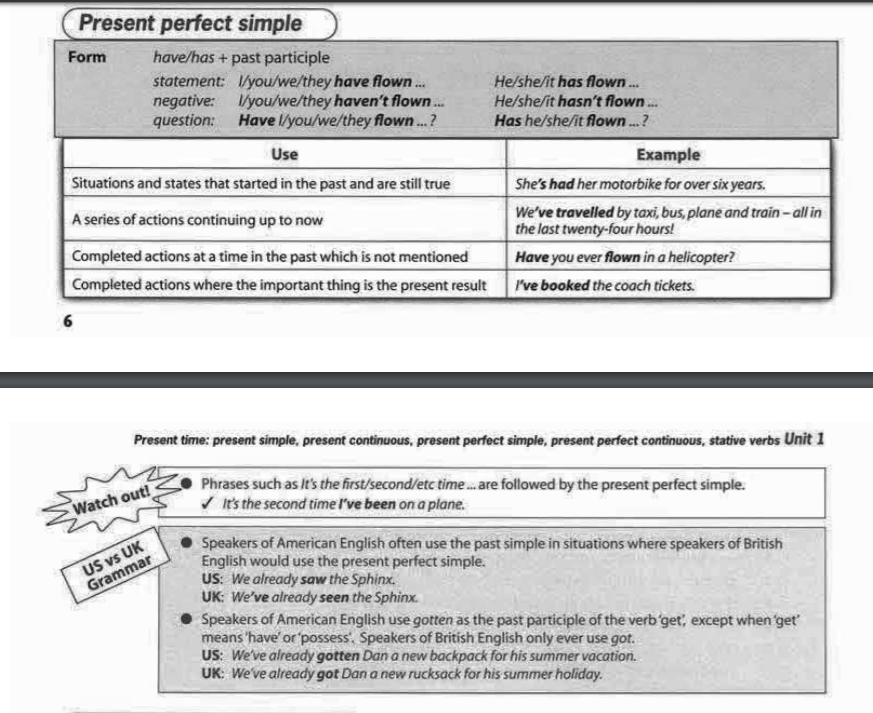 Present perfect simple
Form have/has + past participle
statement: I/you/we/they have flown ... He/she/it has flown ...
negative: I/you/we/they haven't flown ... He/she/it hasn't flown ...
question: Have I/you/we/they flown ... ? Has he/she/it flown ... ?
Use Example
Situations and states that started in the past and are still true She's had her motorbike for over six years.
A series of actions continuing up to now We've travelled by taxi, bus, plane and train – all in
the last twenty-four hours!
Completed actions at a time in the past which is not mentioned Have you ever flown in a helicopter?
Completed actions where the important thing is the present result I've booked the coach tickets.
6
Present time: present simple, present continuous, present perfect simple, present perfect continuous, stative verbs Unit 1
Watch out!
● Phrases such as It's the first/second/etc time ... are followed by the present perfect simple.
✓ It's the second time I've been on a plane.
US vs UK
Grammar
● Speakers of American English often use the past simple in situations where speakers of British
English would use the present perfect simple.
US: We already saw the Sphinx.
UK: We've already seen the Sphinx.
● Speakers of American English use gotten as the past participle of the verb 'get', except when 'get'
means 'have' or 'possess'. Speakers of British English only ever use got.
US: We've already gotten Dan a new backpack for his summer vacation.
UK: We've already got Dan a new rucksack for his summer holiday.